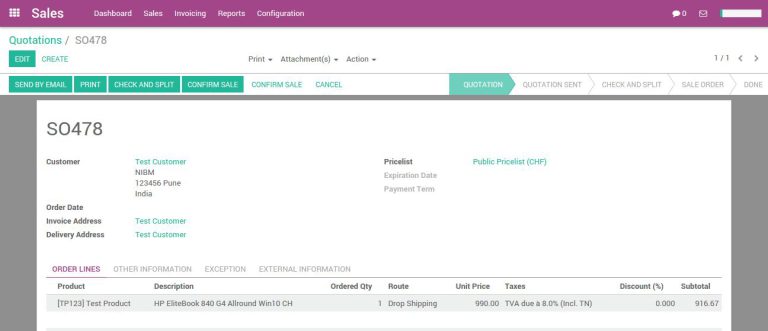 Sales Dashboard Sales Invoicing Reports Configuration 0
Quotations / SO478
EDIT CREATE Print Attachment(s) Action 1 / 1
SEND BY EMAIL PRINT CHECK AND SPLIT CONFIRM SALE CONFIRM SALE CANCEL QUOTATION QUOTATION SENT CHECK AND SPLIT SALE ORDER DONE
SO478
Customer Test Customer Pricelist Public Pricelist (CHF)
NIBM Expiration Date
123456 Pune Payment Term
India
Order Date
Invoice Address Test Customer
Delivery Address Test Customer
ORDER LINES OTHER INFORMATION EXCEPTION EXTERNAL INFORMATION
Product Description Ordered Qty Route Unit Price Taxes Discount (%) Subtotal
[TP123] Test Product HP EliteBook 840 G4 Allround Win10 CH 1 Drop Shipping 990.00 TVA due à 8.0% (Incl. TN) 0.000 916.67